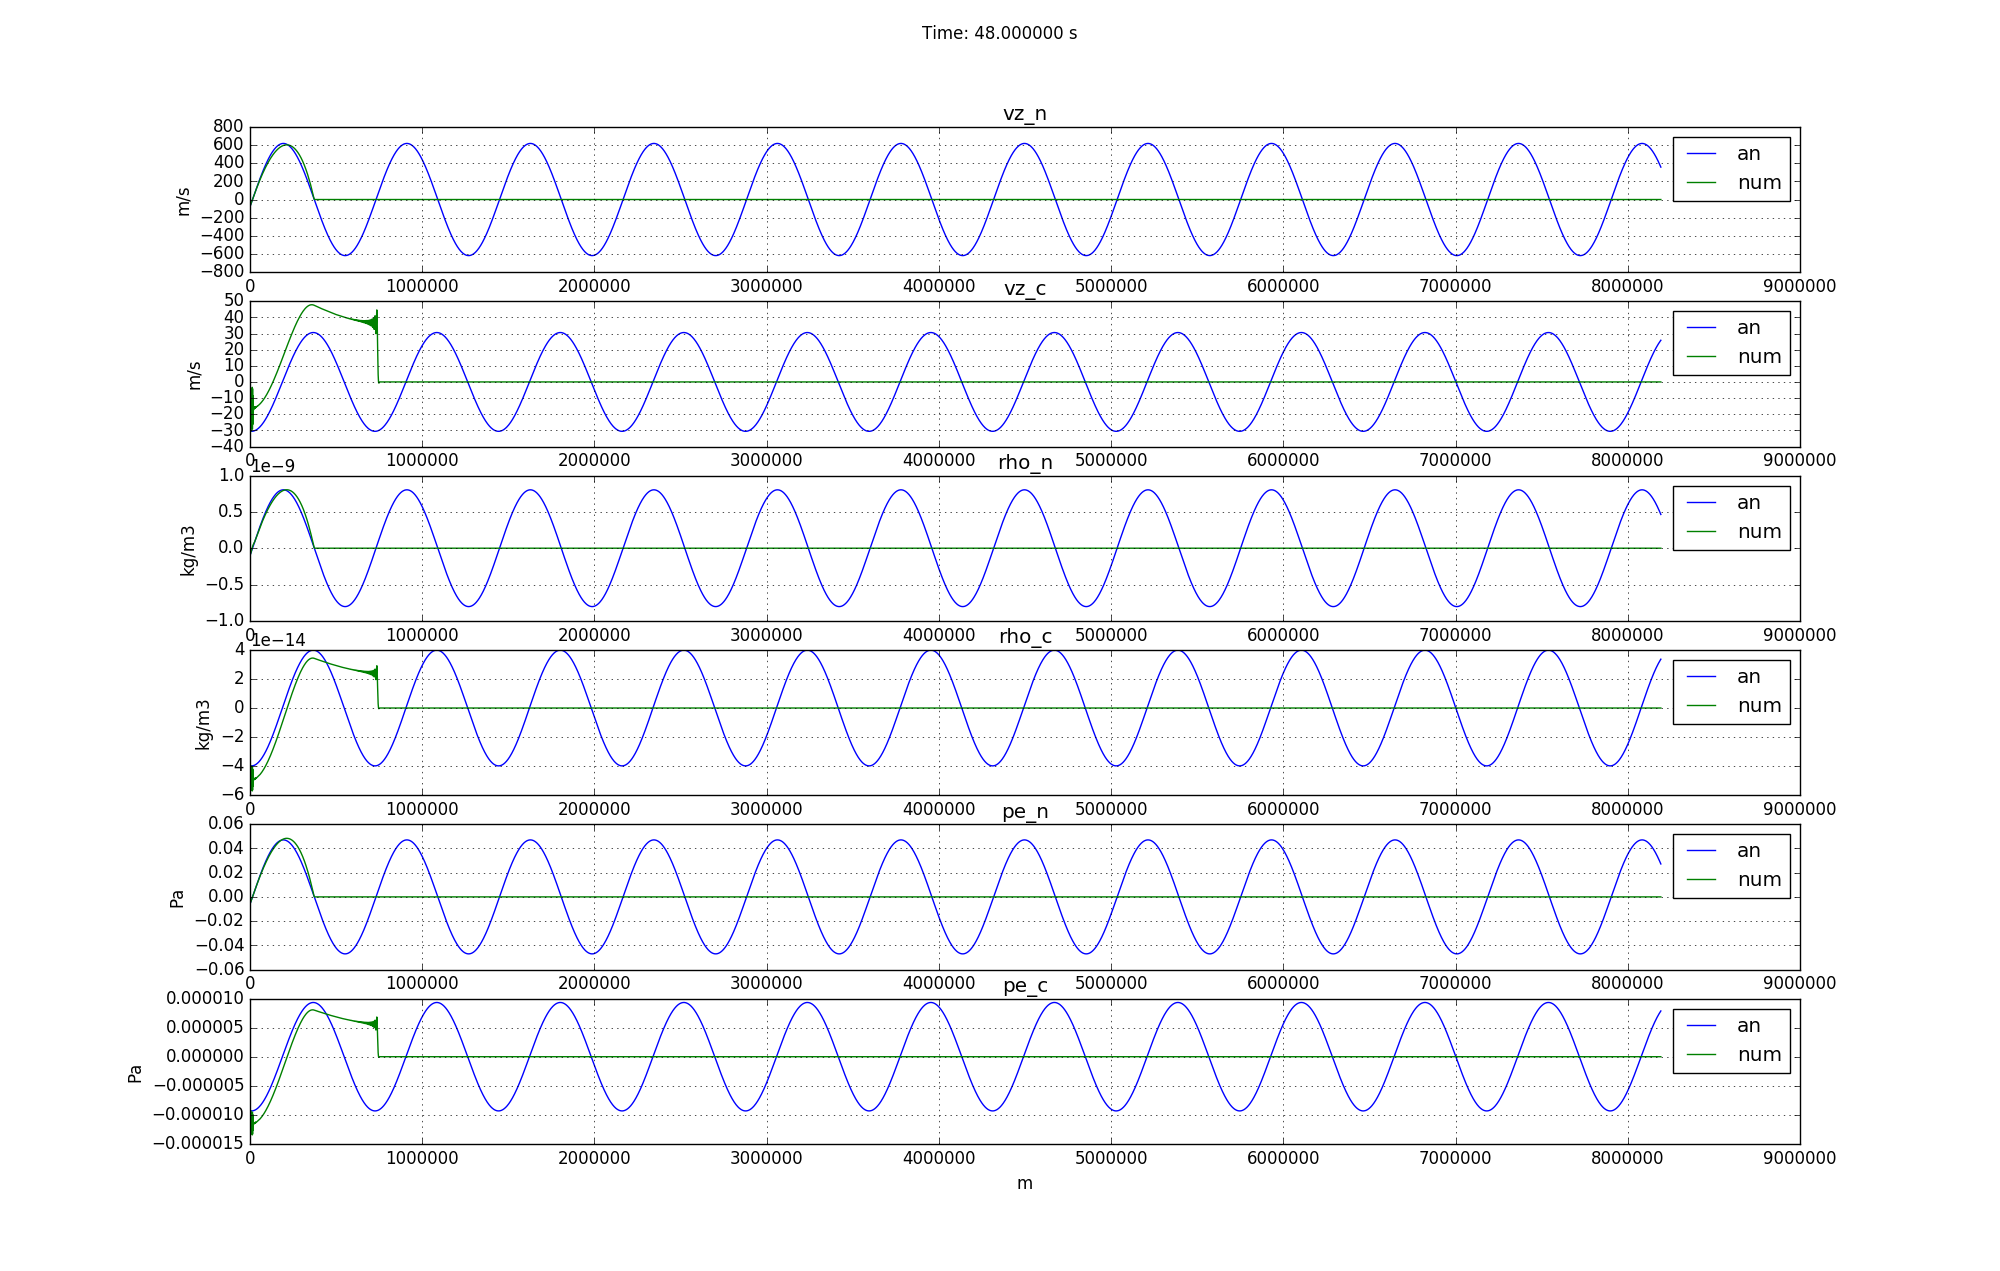 Time: 48.000000 s
vz_n
800
600
400
200
0
−200
−400
−600
−800
m/s
an
num
0 1000000 2000000 3000000 4000000 5000000 6000000 7000000 8000000 9000000
vz_c
50
40
30
20
10
0
−10
−20
−30
−40
m/s
an
num
0 1000000 2000000 3000000 4000000 5000000 6000000 7000000 8000000 9000000
1e−9
rho_n
1.0
0.5
0.0
−0.5
−1.0
kg/m3
an
num
0 1000000 2000000 3000000 4000000 5000000 6000000 7000000 8000000 9000000
1e−14
rho_c
4
2
0
−2
−4
−6
kg/m3
an
num
0 1000000 2000000 3000000 4000000 5000000 6000000 7000000 8000000 9000000
pe_n
0.06
0.04
0.02
0.00
−0.02
−0.04
−0.06
Pa
an
num
0 1000000 2000000 3000000 4000000 5000000 6000000 7000000 8000000 9000000
pe_c
0.000010
0.000005
0.000000
−0.000005
−0.000010
−0.000015
Pa
an
num
0 1000000 2000000 3000000 4000000 5000000 6000000 7000000 8000000 9000000
m